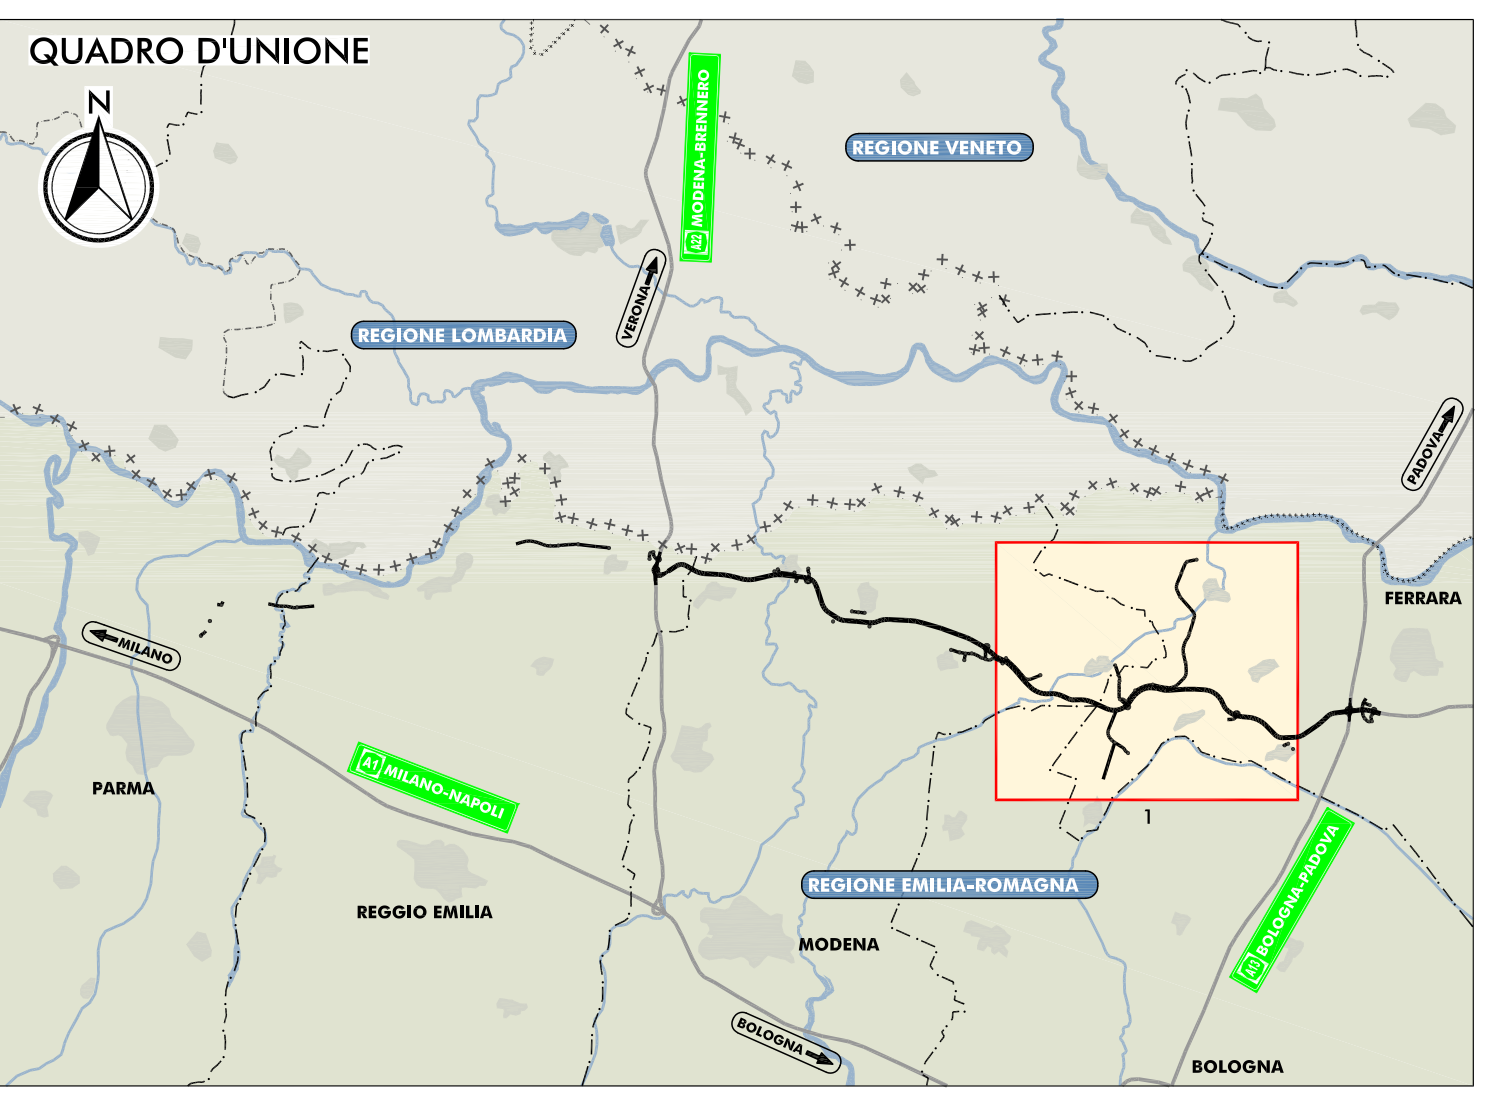 QUADRO D'UNIONE
N
A22 MODENA-BRENNERO
REGIONE VENETO
VERONA
REGIONE LOMBARDIA
PADOVA
FERRARA
MILANO
PARMA
A1 MILANO-NAPOLI
1
REGIONE EMILIA-ROMAGNA
A13 BOLOGNA-PADOVA
REGGIO EMILIA
MODENA
BOLOGNA
BOLOGNA